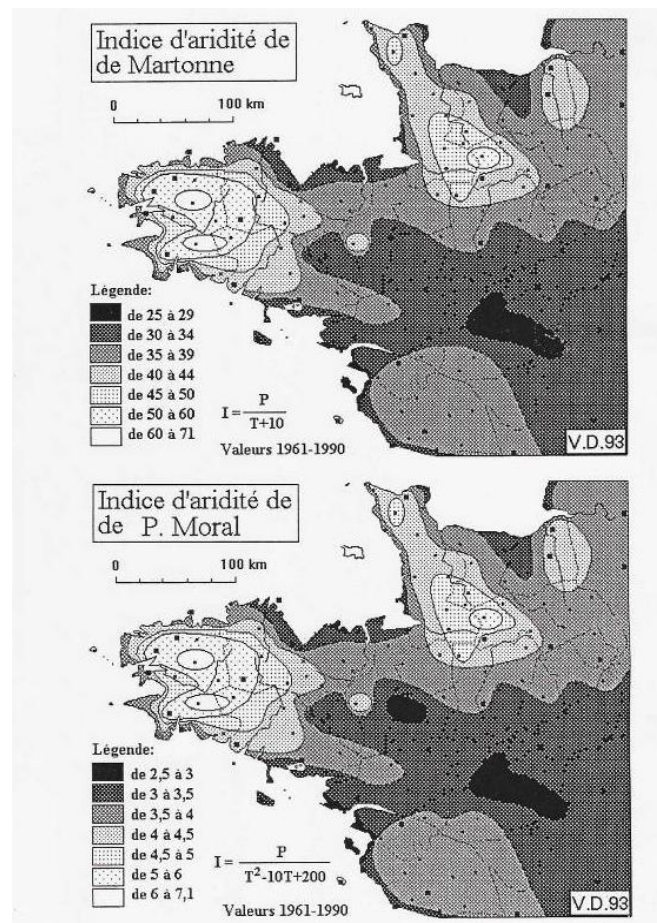 Indice d'aridité de
de Martonne
0 100 km
Légende:
de 25 à 29
de 30 à 34
de 35 à 39
de 40 à 44
de 45 à 50
de 50 à 60
de 60 à 71
I = P
T+10
Valeurs 1961-1990
V.D.93
Indice d'aridité de
de P. Moral
0 100 km
Légende:
de 2,5 à 3
de 3 à 3,5
de 3,5 à 4
de 4 à 4,5
de 4,5 à 5
de 5 à 6
de 6 à 7,1
I = P
T²-10T+200
Valeurs 1961-1990
V.D.93